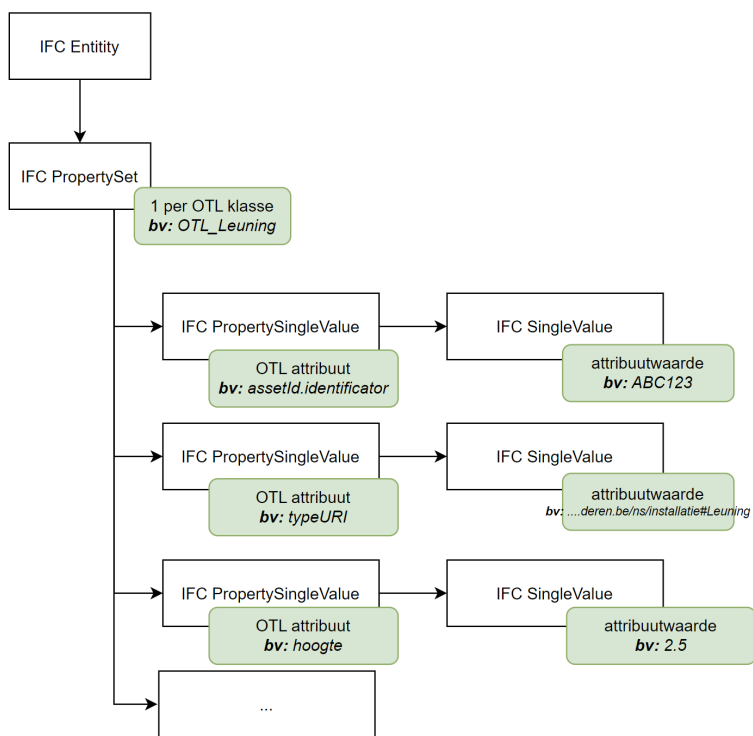 IFC Entitity
IFC PropertySet
1 per OTL klasse
bv: OTL_Leuning
IFC PropertySingleValue
IFC SingleValue
OTL attribuut
bv: assetId.identificator
attribuutwaarde
bv: ABC123
IFC PropertySingleValue
IFC SingleValue
OTL attribuut
bv: typeURI
attribuutwaarde
bv: ....deren.be/ns/installatie#Leuning
IFC PropertySingleValue
IFC SingleValue
OTL attribuut
bv: hoogte
attribuutwaarde
bv: 2.5
...